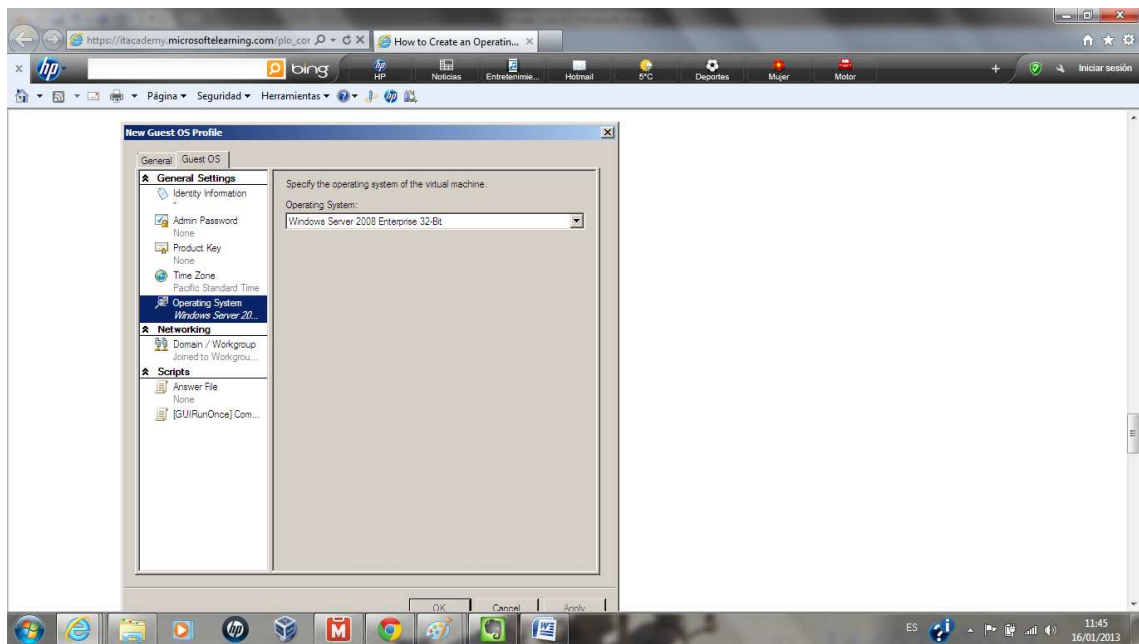 https://itacademy.microsoftelearning.com/plo_cor
How to Create an Operatin...
hp
bing
HP
Noticias
Entretenimie...
Hotmail
5°C
Deportes
Mujer
Motor
Iniciar sesión
Página
Seguridad
Herramientas
New Guest OS Profile
General
Guest OS
General Settings
Identity Information
Admin Password
None
Product Key
None
Time Zone
Pacific Standard Time
Operating System
Windows Server 20...
Networking
Domain / Workgroup
Joined to Workgrou...
Scripts
Answer File
None
[GUIRunOnce] Com...
Specify the operating system of the virtual machine.
Operating System:
Windows Server 2008 Enterprise 32-Bit
OK
Cancel
Apply
ES
11:45
16/01/2013